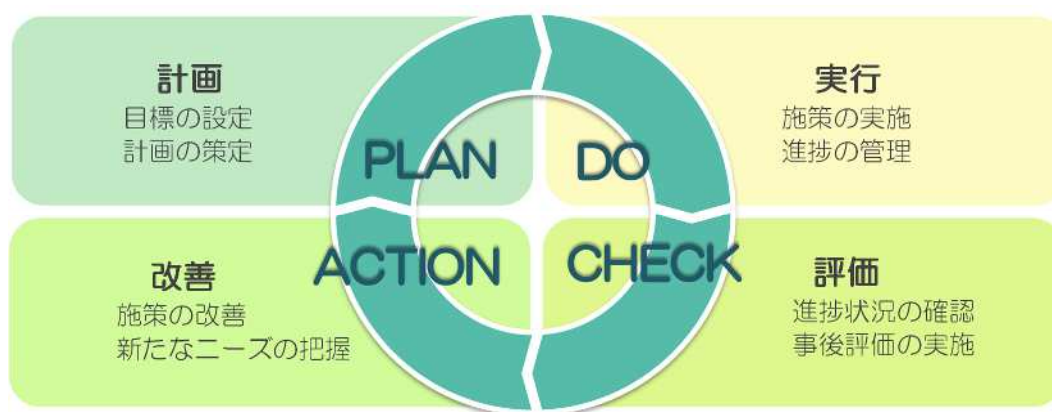 計画
目標の設定
計画の策定
PLAN
DO
実行
施策の実施
進捗の管理
改善
施策の改善
新たなニーズの把握
ACTION
CHECK
評価
進捗状況の確認
事後評価の実施